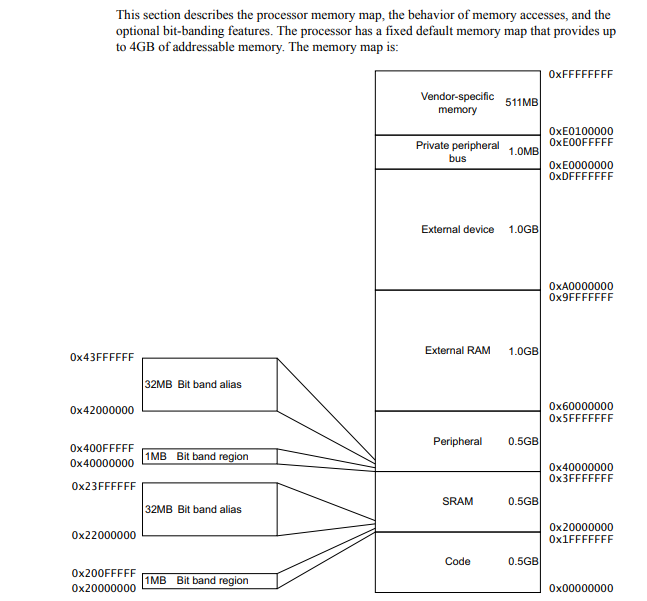 This section describes the processor memory map, the behavior of memory accesses, and the
optional bit-banding features. The processor has a fixed default memory map that provides up
to 4GB of addressable memory. The memory map is:
0xFFFFFFFF
Vendor-specific
memory
511MB
0xE0100000
0xE00FFFFF
Private peripheral
bus
1.0MB
0xE0000000
0xDFFFFFFF
External device 1.0GB
0xA0000000
0x9FFFFFFF
External RAM 1.0GB
0x60000000
0x5FFFFFFF
Peripheral 0.5GB
0x40000000
0x3FFFFFFF
SRAM 0.5GB
0x20000000
0x1FFFFFFF
Code 0.5GB
0x00000000
0x43FFFFFF
32MB Bit band alias
0x42000000
0x400FFFFF
1MB Bit band region
0x40000000
0x23FFFFFF
32MB Bit band alias
0x22000000
0x200FFFFF
1MB Bit band region
0x20000000